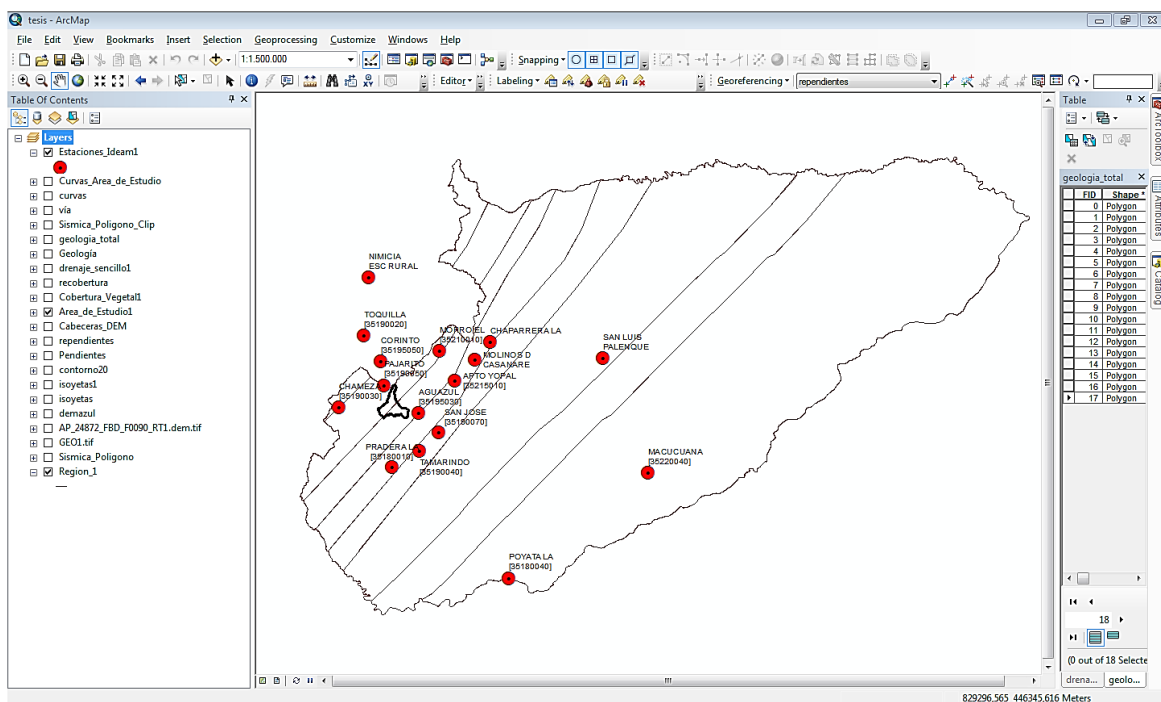 tesis - ArcMap
File Edit View Bookmarks Insert Selection Geoprocessing Customize Windows Help
1:1.500.000
Snapping
Editor
Labeling
Georeferencing
rependientes
Table Of Contents
Layers
Estaciones_Ideam1
Curvas_Area_de_Estudio
curvas
vía
Sismica_Poligono_Clip
geologia_total
Geología
drenaje_sencillo1
recobertura
Cobertura_Vegetal1
Area_de_Estudio1
Cabeceras_DEM
rependientes
Pendientes
contorno20
isoyetas1
isoyetas
demazul
AP_24872_FBD_F0090_RT1.dem.tif
GEO1.tif
Sismica_Poligono
Region_1
NIMICIA
ESC RURAL
TOQUILLA
[35190020]
CORINTO
[35195050]
MORRO EL
[35210010]
CHAPARRERA LA
MOLINOS D
CASANARE
SAN LUIS
PALENQUE
PAJARITO
CHAMEZA
[35190030]
APTO YOPAL
[35215010]
AGUAZUL
[35195030]
SAN JOSE
[35180070]
PRADERA LA
[35180010]
TAMARINDO
[35190040]
MACUCUANA
[35220040]
POYATA LA
[35180040]
Table
geologia_total
FID Shape *
0 Polygon
1 Polygon
2 Polygon
3 Polygon
4 Polygon
5 Polygon
6 Polygon
7 Polygon
8 Polygon
9 Polygon
10 Polygon
11 Polygon
12 Polygon
13 Polygon
14 Polygon
15 Polygon
16 Polygon
17 Polygon
18
(0 out of 18 Selecte
drena...
geolo...
ArcToolbox
Attributes
Catalog
829296,565 446345,616 Meters